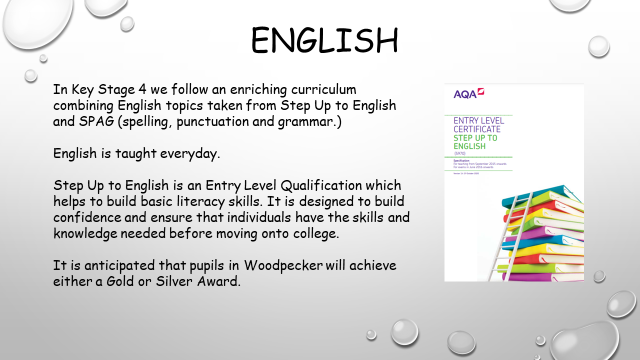 ENGLISH
In Key Stage 4 we follow an enriching curriculum
combining English topics taken from Step Up to English
and SPAG (spelling, punctuation and grammar.)
English is taught everyday.
Step Up to English is an Entry Level Qualification which
helps to build basic literacy skills. It is designed to build
confidence and ensure that individuals have the skills and
knowledge needed before moving onto college.
It is anticipated that pupils in Woodpecker will achieve
either a Gold or Silver Award.
AQA
ENTRY LEVEL
CERTIFICATE
STEP UP TO
ENGLISH
Specification